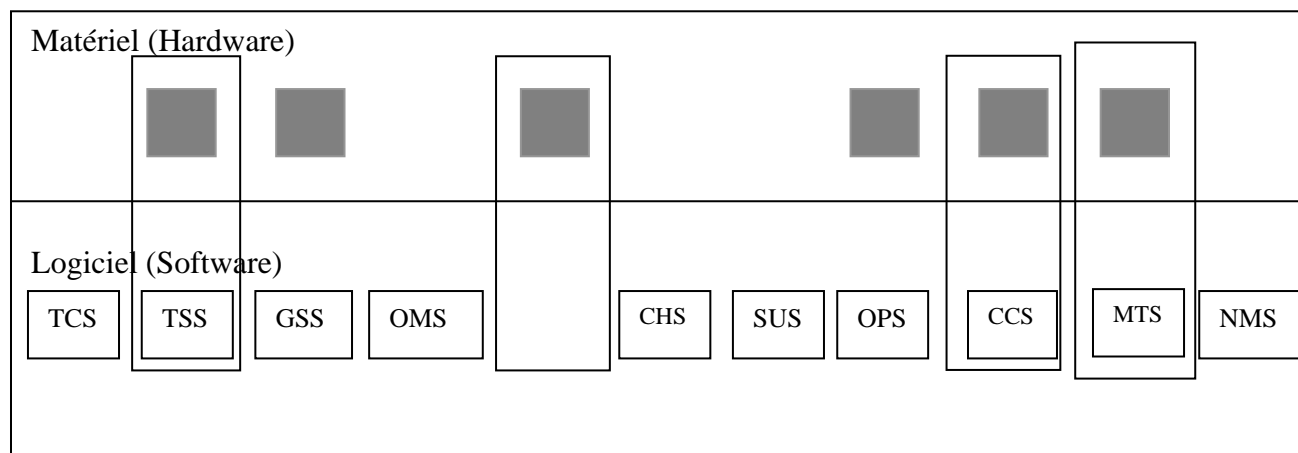 Matériel (Hardware)
Logiciel (Software)
TCS TSS GSS OMS CHS SUS OPS CCS MTS NMS